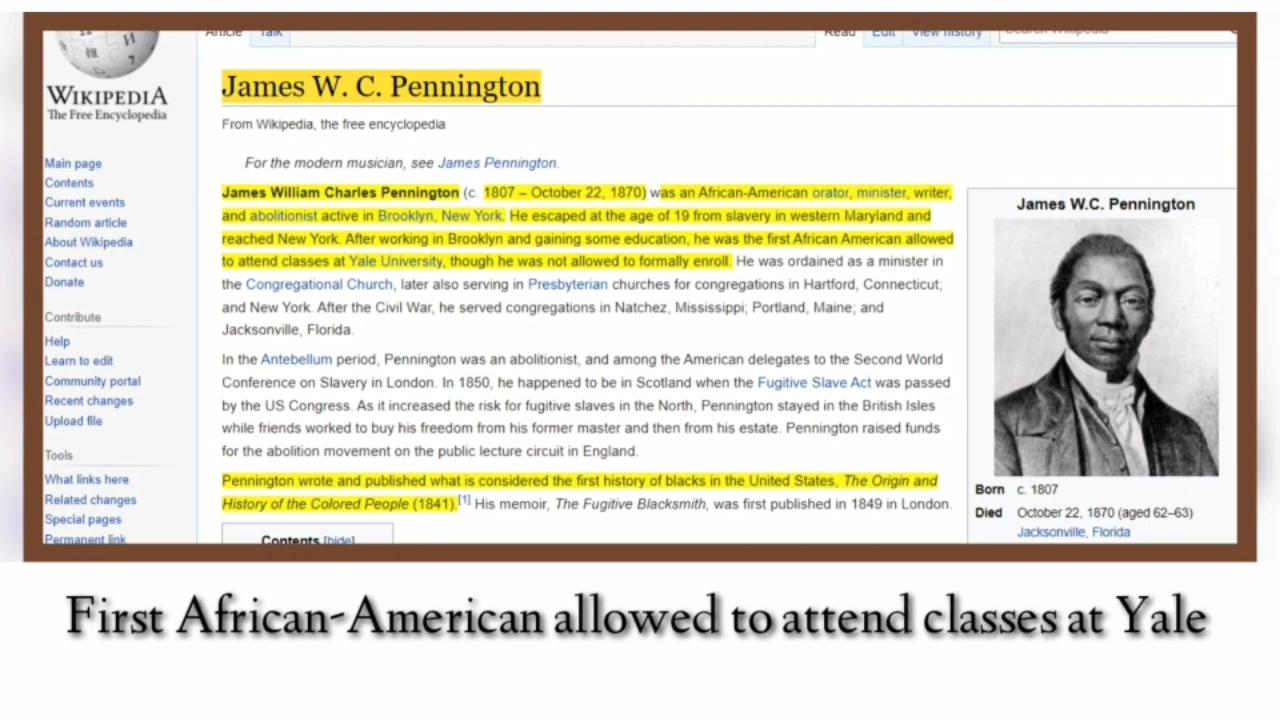 Article Talk Read Edit View history Search Wikipedia
WIKIPEDIA
The Free Encyclopedia
Main page
Contents
Current events
Random article
About Wikipedia
Contact us
Donate
Contribute
Help
Learn to edit
Community portal
Recent changes
Upload file
Tools
What links here
Related changes
Special pages
Permanent link
James W. C. Pennington
From Wikipedia, the free encyclopedia
For the modern musician, see James Pennington.
James William Charles Pennington (c. 1807 – October 22, 1870) was an African-American orator, minister, writer,
and abolitionist active in Brooklyn, New York. He escaped at the age of 19 from slavery in western Maryland and
reached New York. After working in Brooklyn and gaining some education, he was the first African American allowed
to attend classes at Yale University, though he was not allowed to formally enroll. He was ordained as a minister in
the Congregational Church, later also serving in Presbyterian churches for congregations in Hartford, Connecticut;
and New York. After the Civil War, he served congregations in Natchez, Mississippi; Portland, Maine; and
Jacksonville, Florida.
In the Antebellum period, Pennington was an abolitionist, and among the American delegates to the Second World
Conference on Slavery in London. In 1850, he happened to be in Scotland when the Fugitive Slave Act was passed
by the US Congress. As it increased the risk for fugitive slaves in the North, Pennington stayed in the British Isles
while friends worked to buy his freedom from his former master and then from his estate. Pennington raised funds
for the abolition movement on the public lecture circuit in England.
Pennington wrote and published what is considered the first history of blacks in the United States, The Origin and
History of the Colored People (1841).[1] His memoir, The Fugitive Blacksmith, was first published in 1849 in London.
Contents [hide]
James W.C. Pennington
Born c. 1807
Died October 22, 1870 (aged 62–63)
Jacksonville, Florida
First African-American allowed to attend classes at Yale